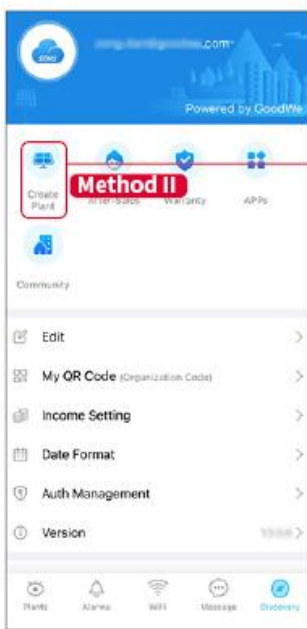 SEMS
.com
Powered by GoodWe
Create
Plant
Method II
After-Sales
Warranty
APPs
Community
Edit
My QR Code (Organization Code)
Income Setting
Date Format
Auth Management
Version
Plants
Alarms
WiFi
Message
Discovery